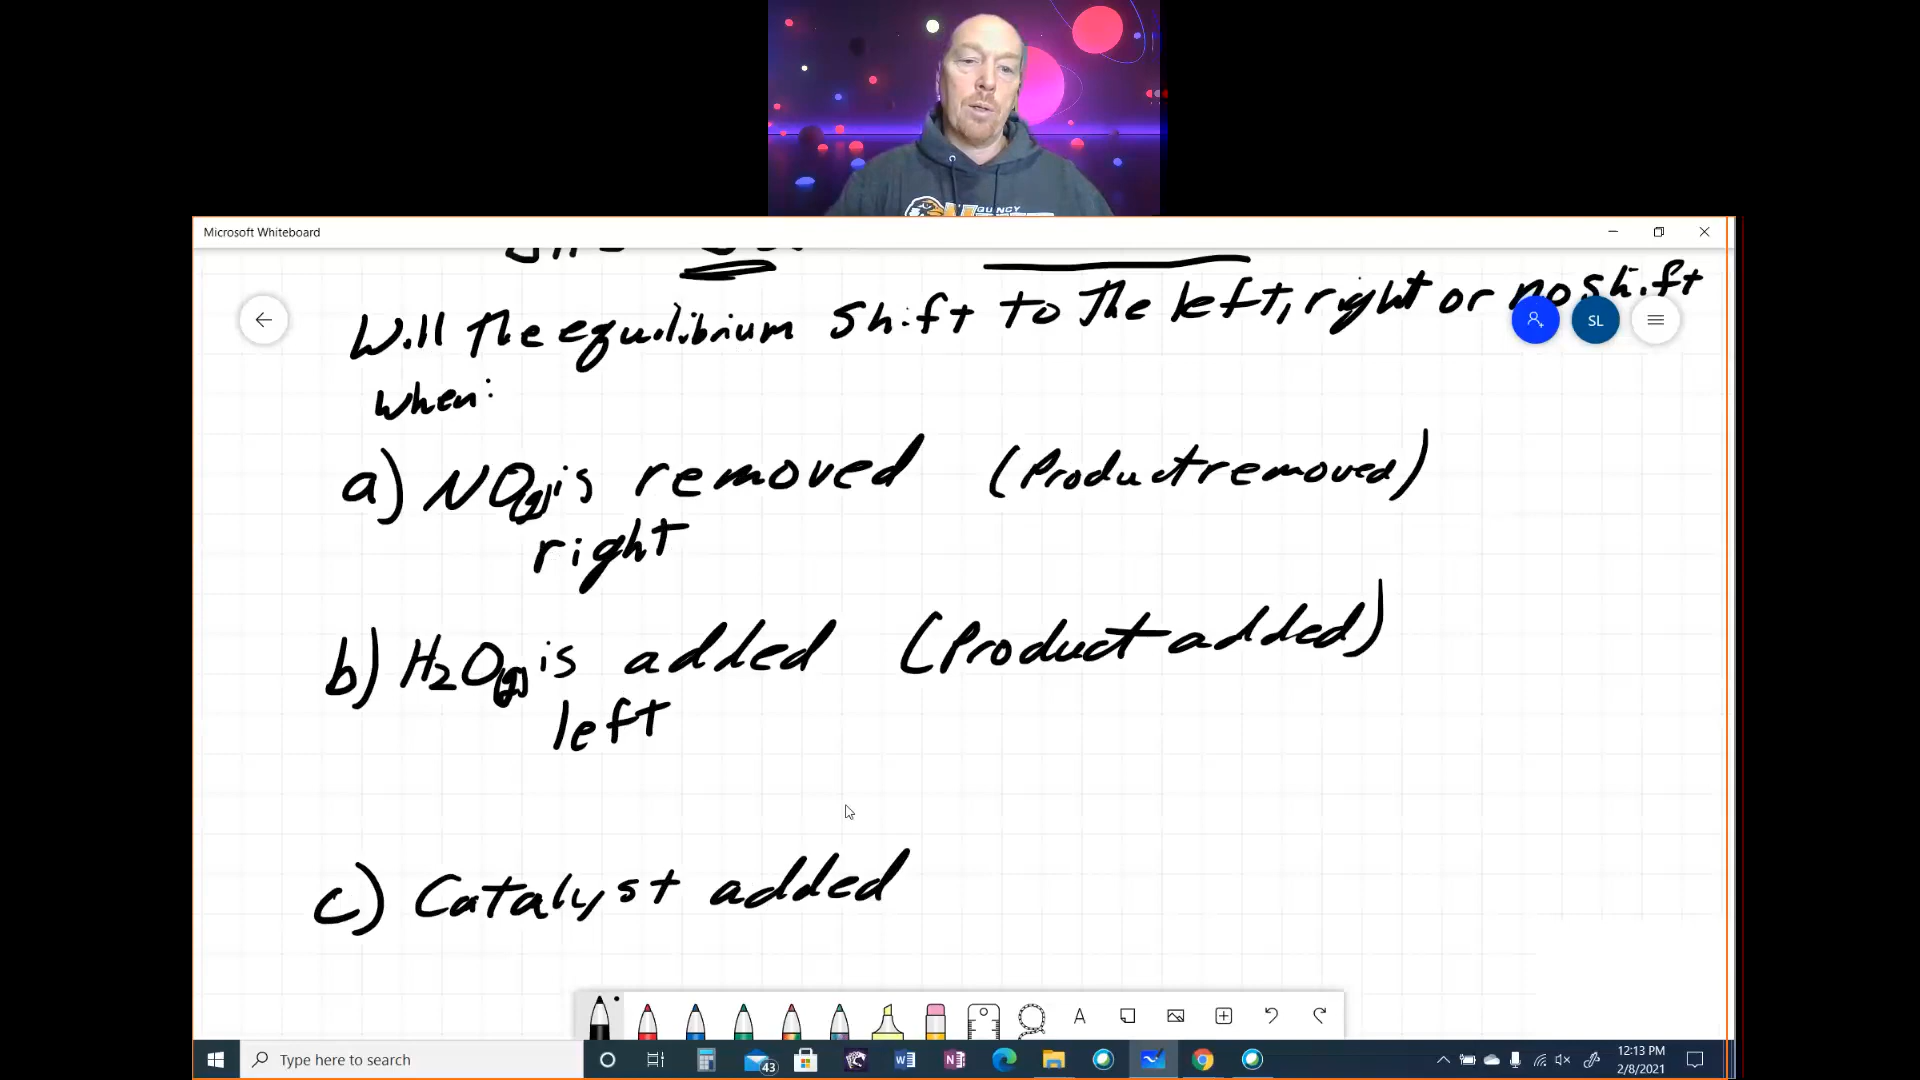 QUINCY
Microsoft Whiteboard
Will the equilibrium shift to the left, right or no shift
SL
when:
a) NO(g) is removed (Product removed)
right
b) H2O(g) is added (Product added)
left
c) Catalyst added
A
Type here to search
43
12:13 PM
2/8/2021